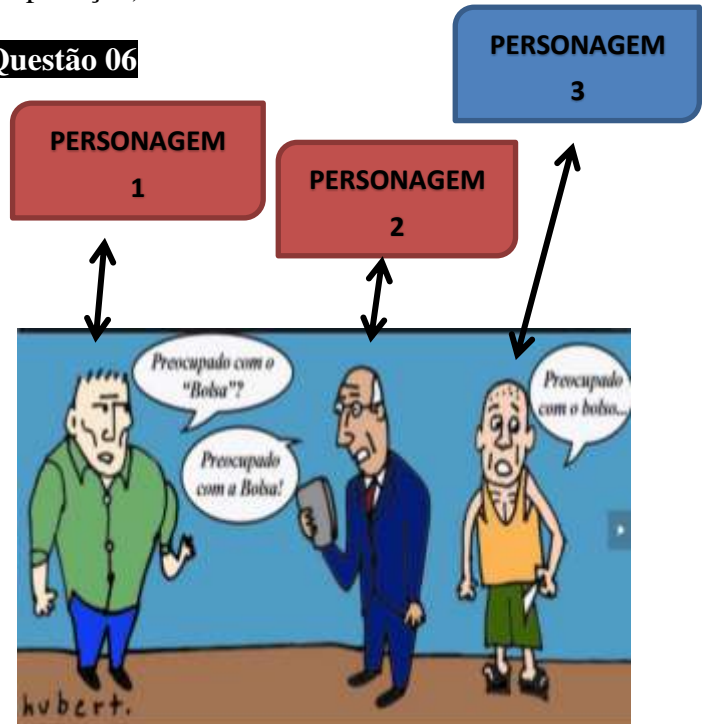 Questão 06
PERSONAGEM
3
PERSONAGEM
1
PERSONAGEM
2
Preocupado com o
"Bolsa"?
Preocupado
com a Bolsa!
Preocupado
com o bolso...
hubert.